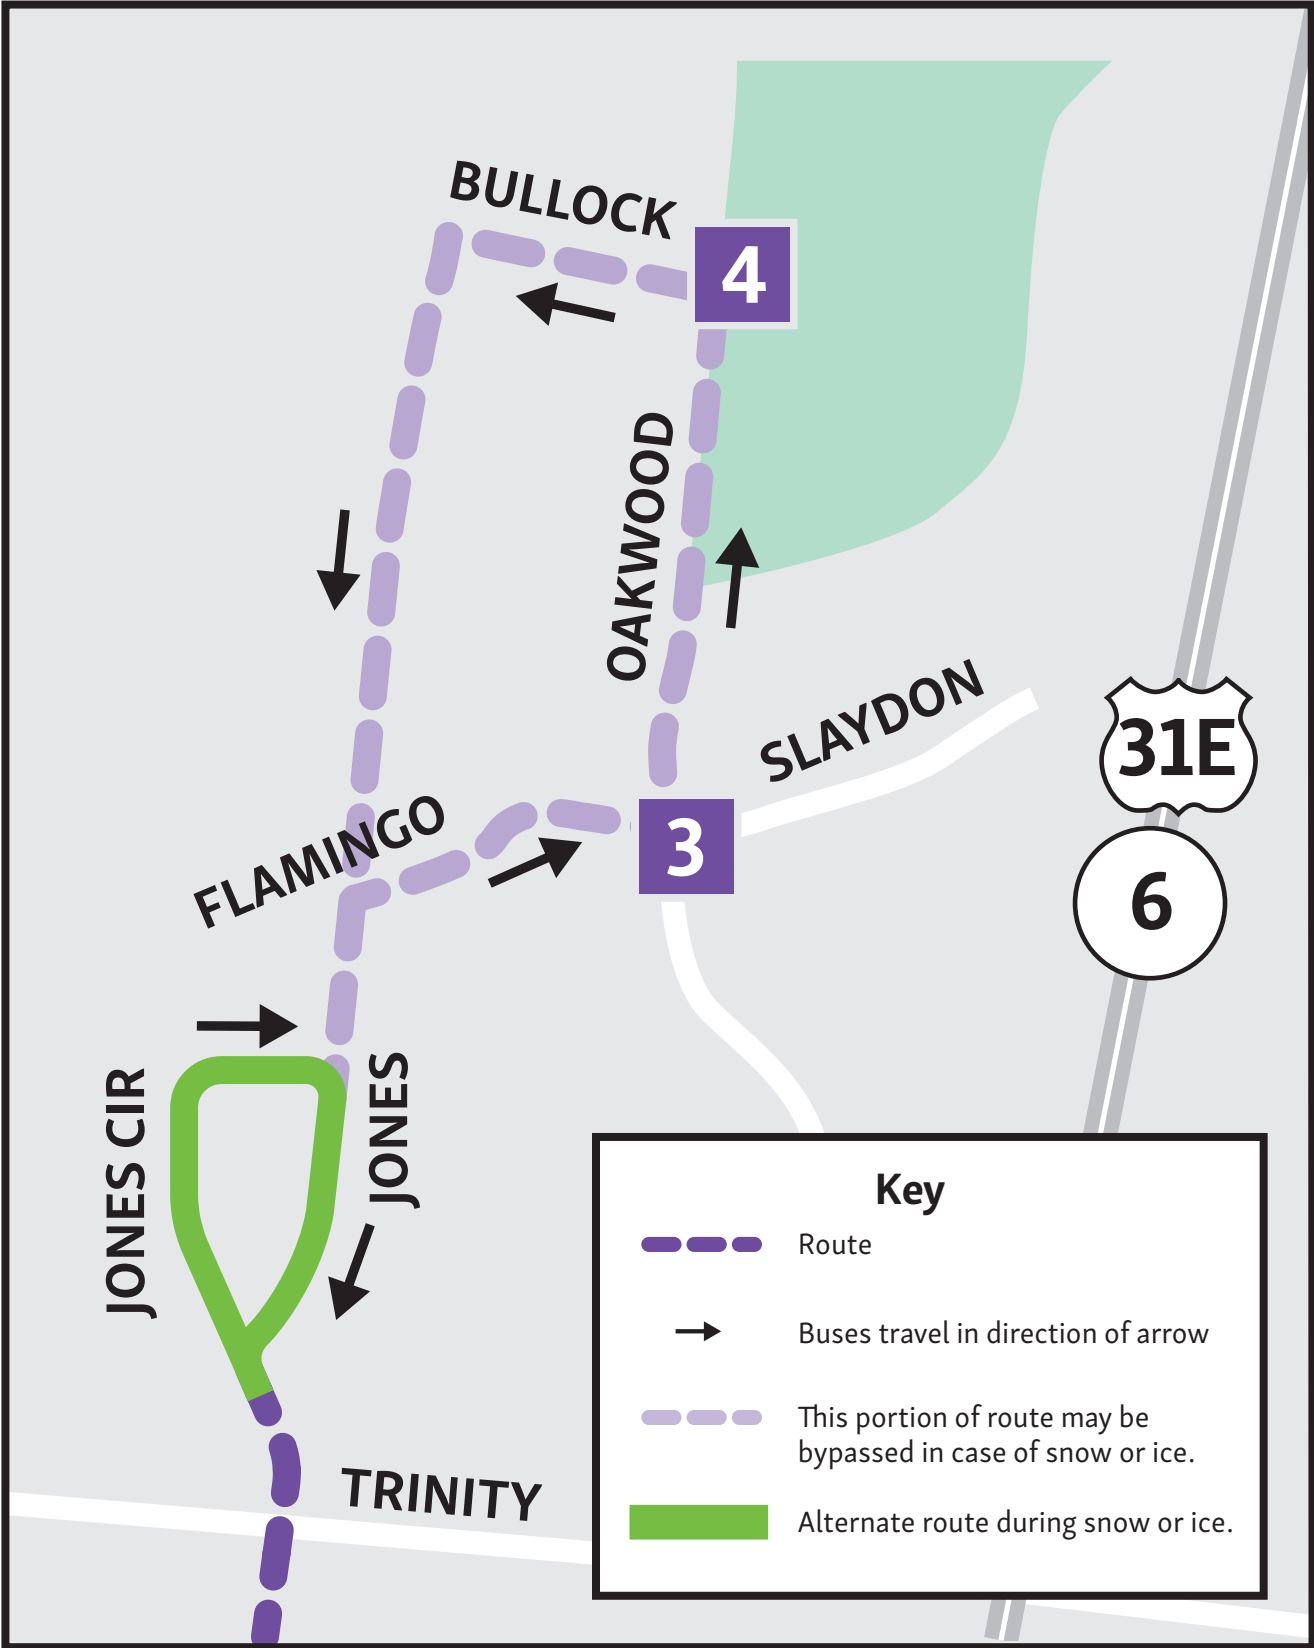 BULLOCK
4
OAKWOOD
SLAYDON
31E
FLAMINGO
3
6
JONES CIR
JONES
Key
Route
Buses travel in direction of arrow
This portion of route may be
bypassed in case of snow or ice.
Alternate route during snow or ice.
TRINITY